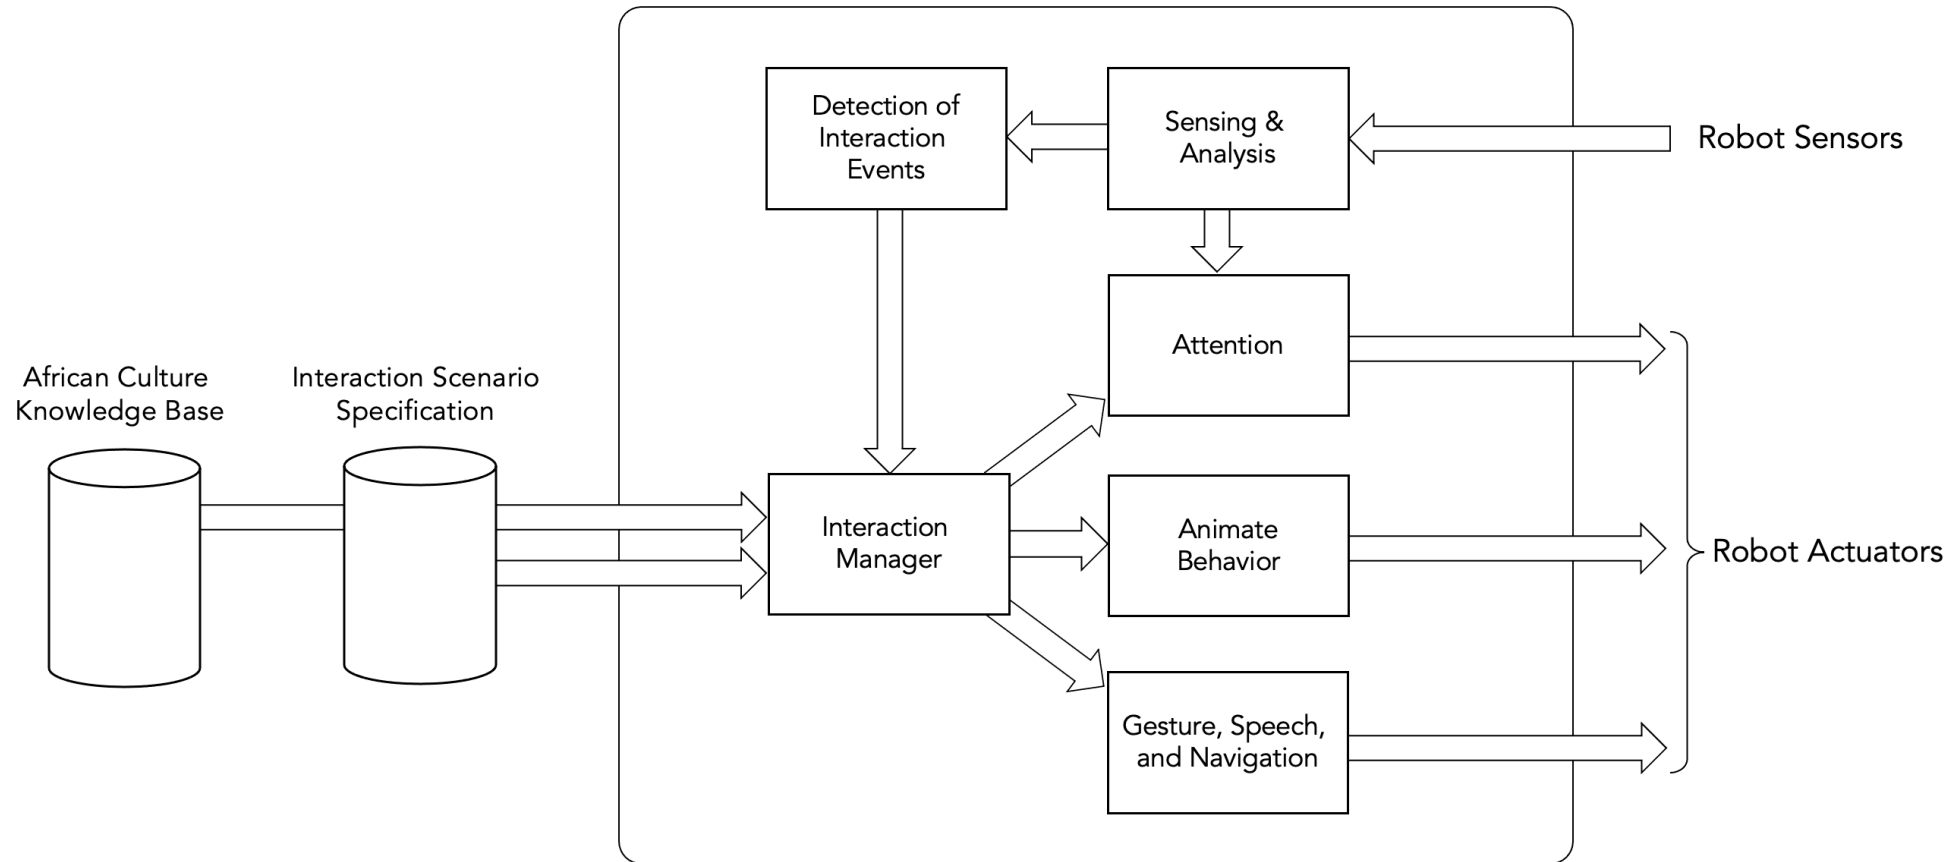 Detection of
Interaction
Events
Sensing &
Analysis
Robot Sensors
Attention
African Culture
Knowledge Base
Interaction Scenario
Specification
Interaction
Manager
Animate
Behavior
Robot Actuators
Gesture, Speech,
and Navigation